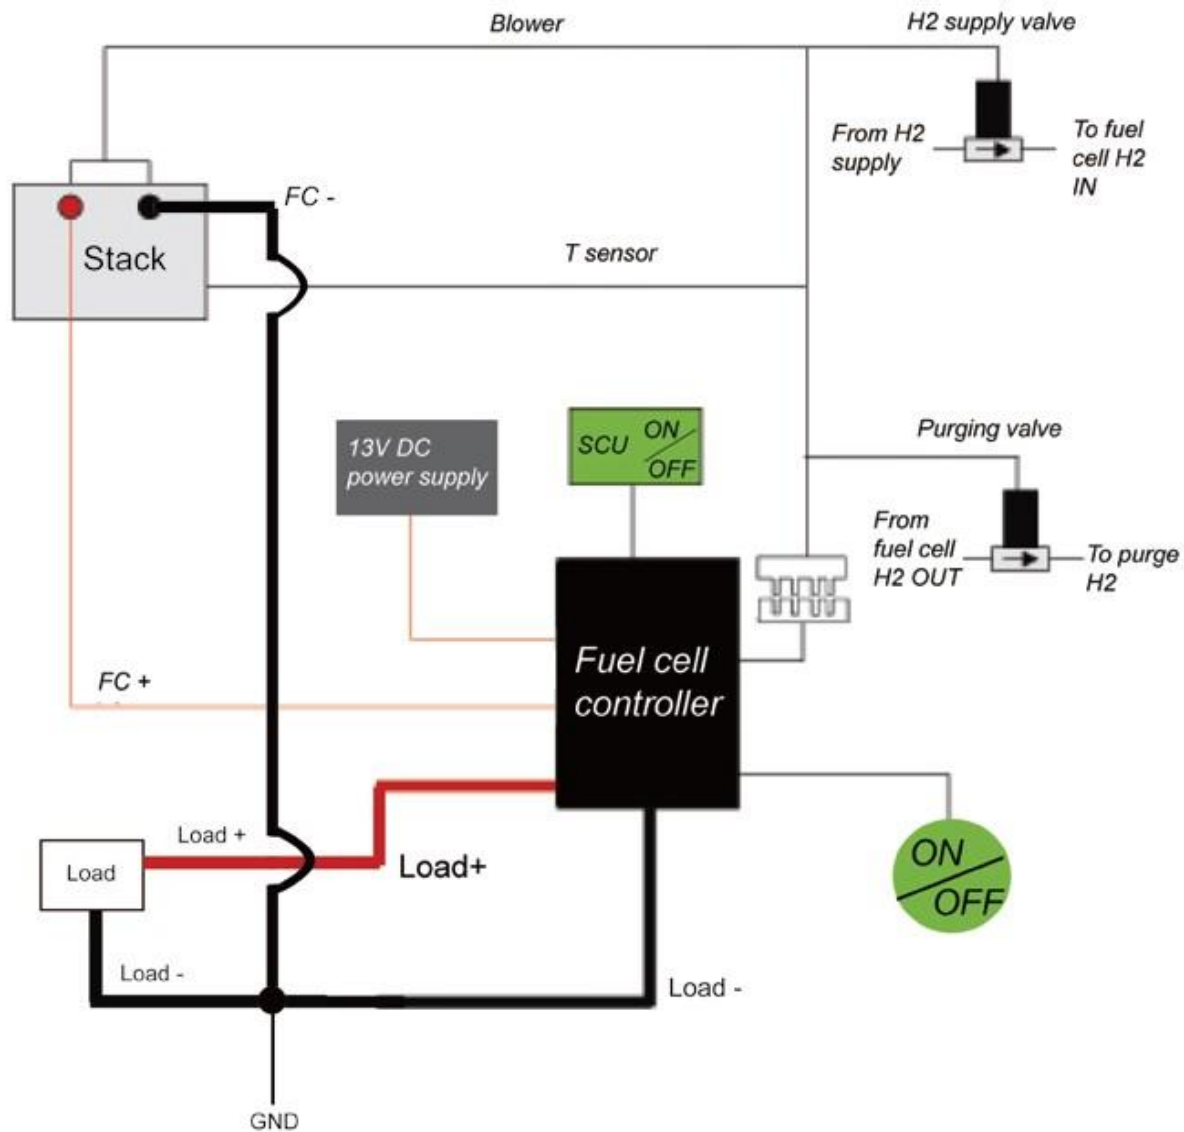 Blower
H2 supply valve
From H2
supply
To fuel
cell H2
IN
FC -
Stack
T sensor
13V DC
power supply
SCU ON
OFF
Purging valve
From
fuel cell
H2 OUT
To purge
H2
Fuel cell
controller
FC +
Load +
Load
Load+
ON
OFF
Load -
Load -
GND